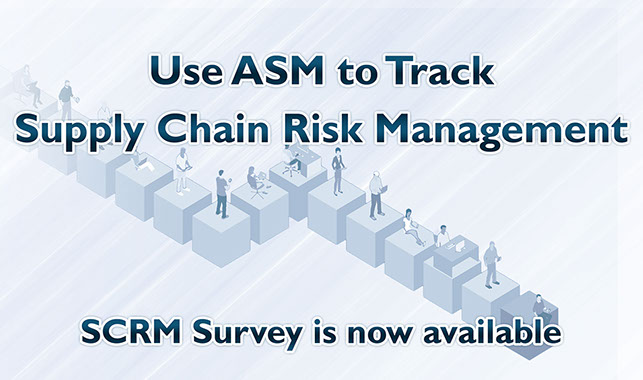 Use ASM to Track
Supply Chain Risk Management
SCRM Survey is now available